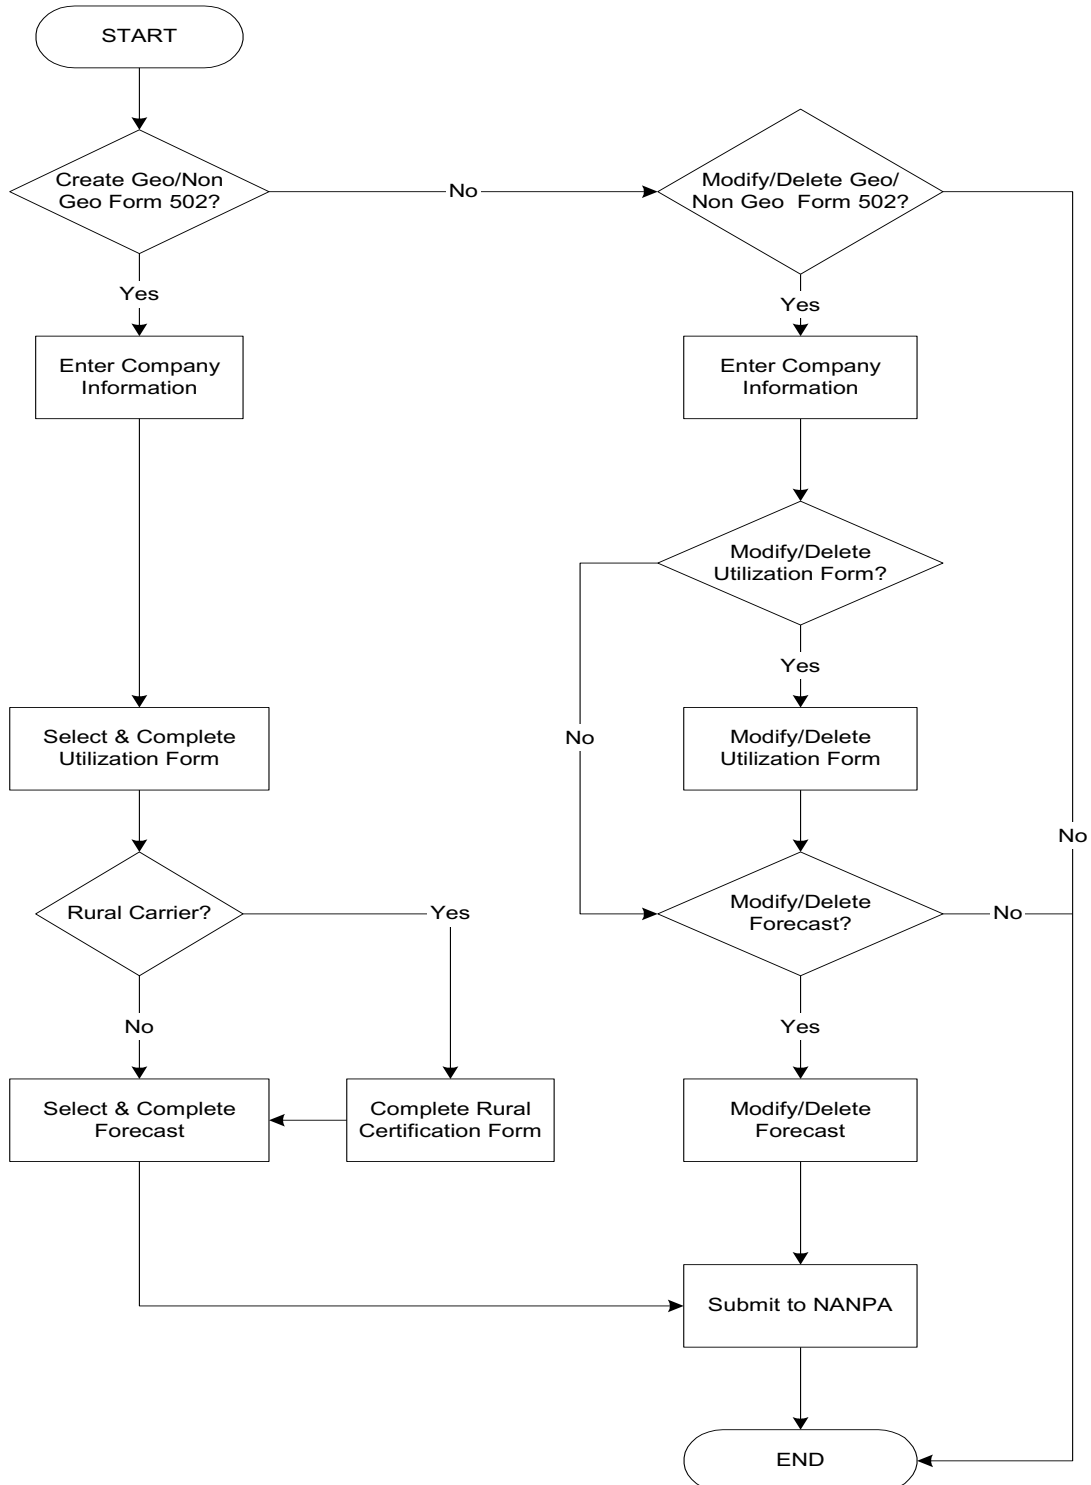 START
Create Geo/Non
Geo Form 502?
No
Modify/Delete Geo/
Non Geo Form 502?
Yes
Yes
Enter Company
Information
Enter Company
Information
Modify/Delete
Utilization Form?
Yes
Select & Complete
Utilization Form
No
Modify/Delete
Utilization Form
No
Rural Carrier?
Yes
Modify/Delete
Forecast?
No
No
Yes
Select & Complete
Forecast
Complete Rural
Certification Form
Modify/Delete
Forecast
Submit to NANPA
END